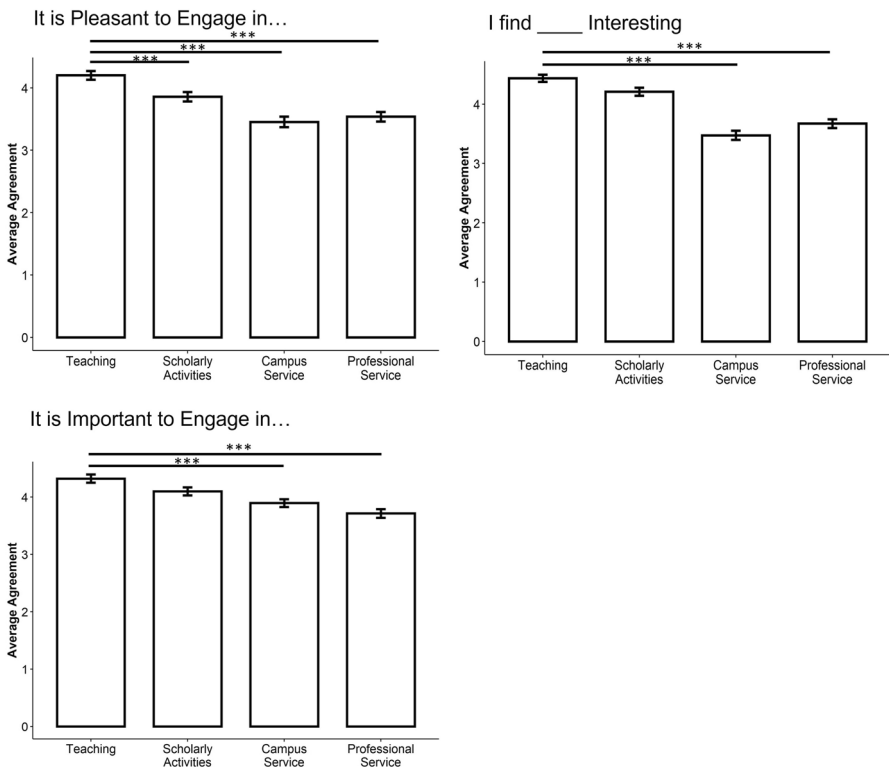 It is Pleasant to Engage in…
***
***
***
Average Agreement
4
3
2
1
0
Teaching
Scholarly
Activities
Campus
Service
Professional
Service
I find ____ Interesting
***
***
Average Agreement
4
3
2
1
0
Teaching
Scholarly
Activities
Campus
Service
Professional
Service
It is Important to Engage in…
***
***
Average Agreement
4
3
2
1
0
Teaching
Scholarly
Activities
Campus
Service
Professional
Service